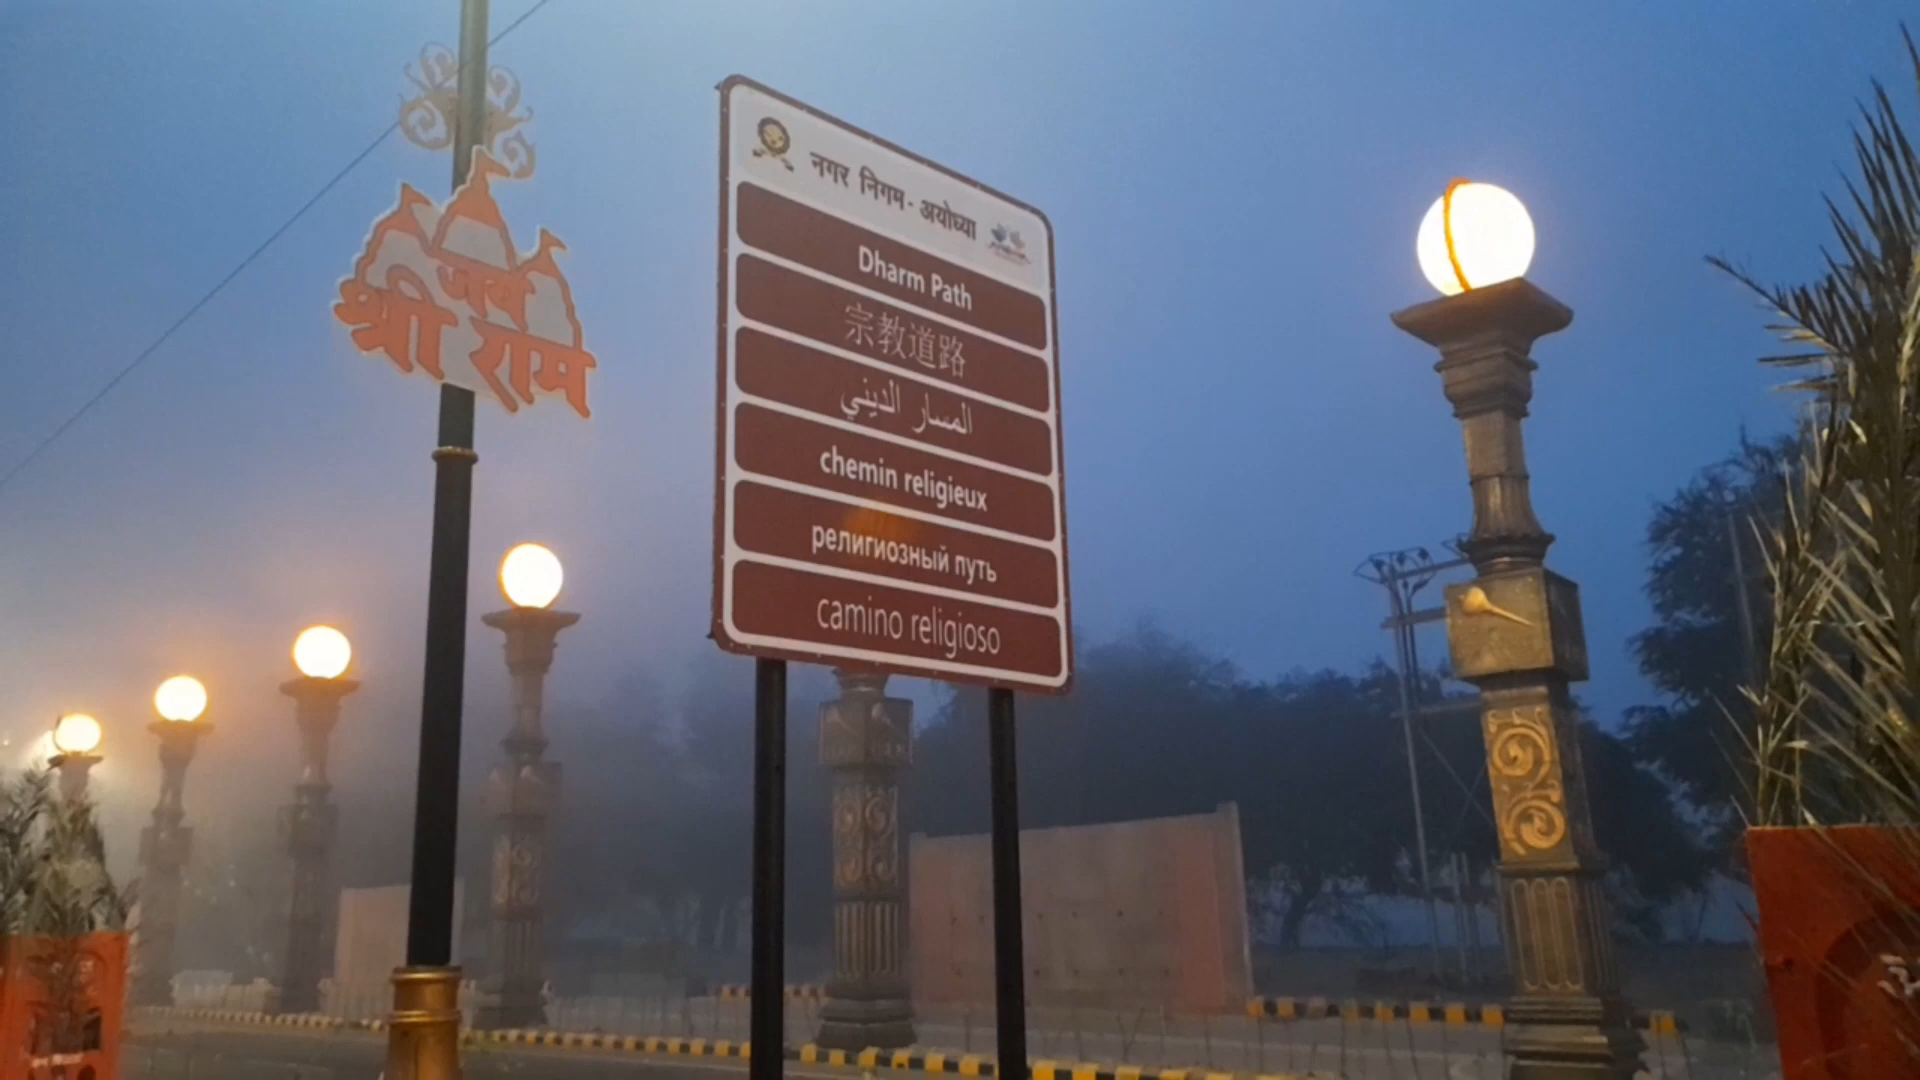 जय
श्री राम
नगर निगम - अयोध्या
Dharm Path
宗教道路
المسار الديني
chemin religieux
религиозный путь
camino religioso